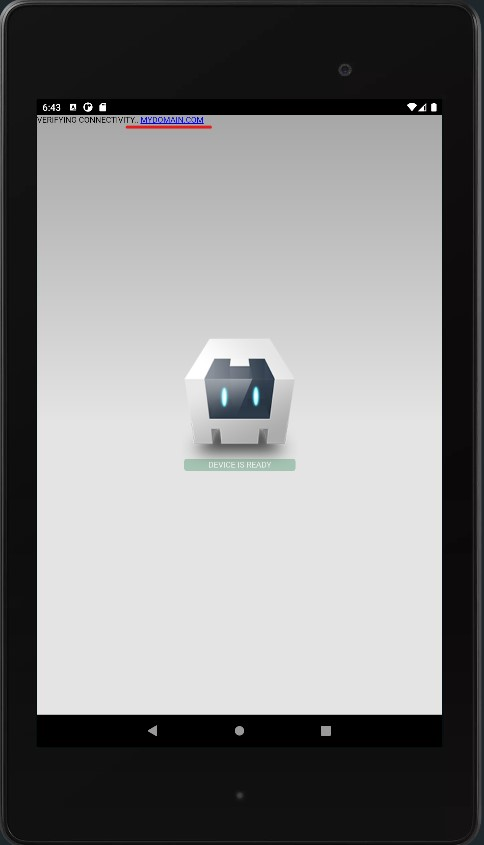 6:43
VERIFYING CONNECTIVITY.. MYDOMAIN.COM
DEVICE IS READY